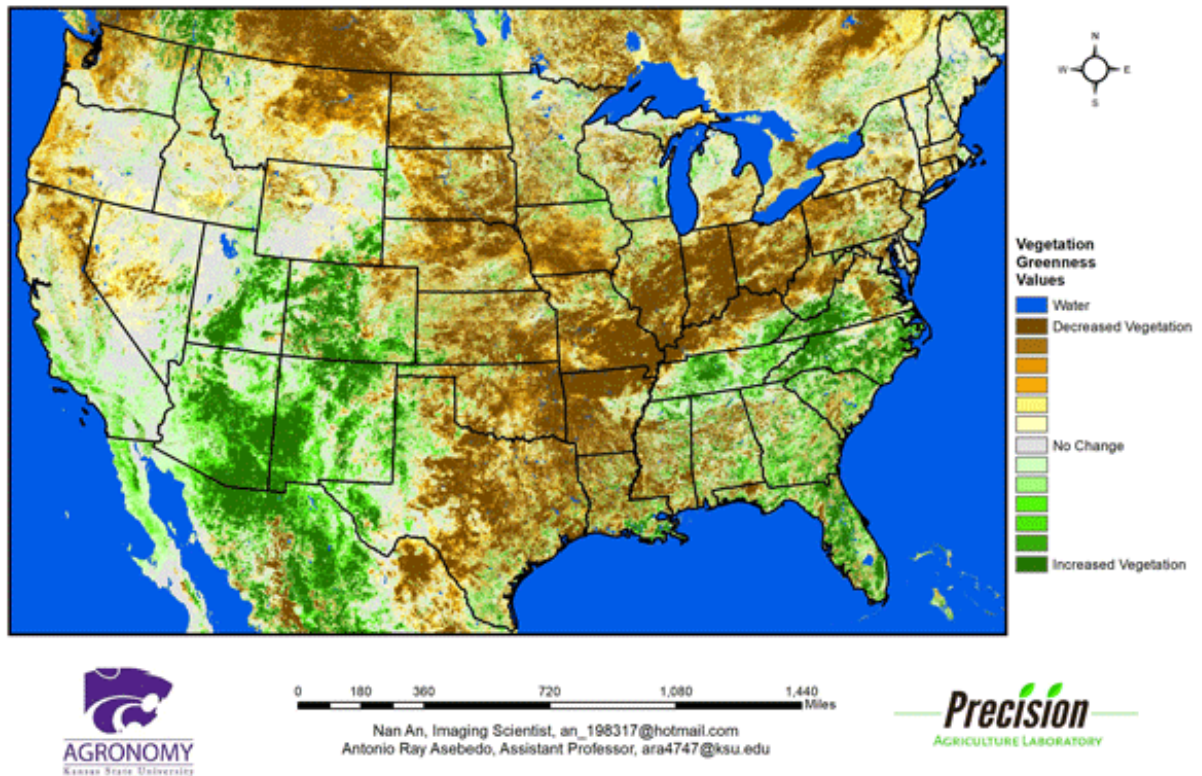 N
W E
S
Vegetation
Greenness
Values
Water
Decreased Vegetation
No Change
Increased Vegetation
0 180 360 720 1,080 1,440
Miles
Nan An, Imaging Scientist, an_198317@hotmail.com
Antonio Ray Asebedo, Assistant Professor, ara4747@ksu.edu
AGRONOMY
Kansas State University
Precision
AGRICULTURE LABORATORY